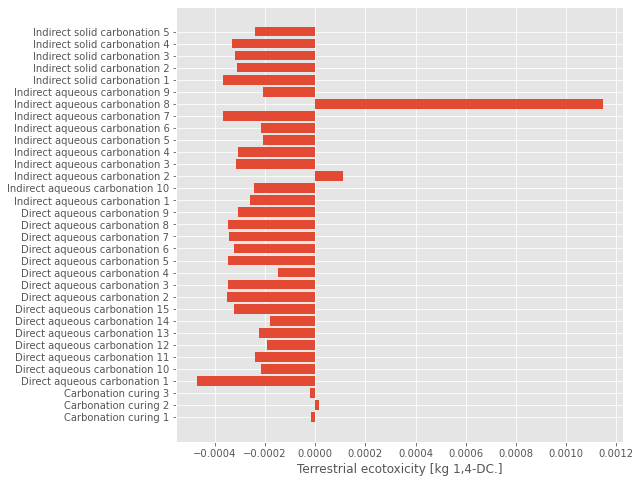 Indirect solid carbonation 5
Indirect solid carbonation 4
Indirect solid carbonation 3
Indirect solid carbonation 2
Indirect solid carbonation 1
Indirect aqueous carbonation 9
Indirect aqueous carbonation 8
Indirect aqueous carbonation 7
Indirect aqueous carbonation 6
Indirect aqueous carbonation 5
Indirect aqueous carbonation 4
Indirect aqueous carbonation 3
Indirect aqueous carbonation 2
Indirect aqueous carbonation 10
Indirect aqueous carbonation 1
Direct aqueous carbonation 9
Direct aqueous carbonation 8
Direct aqueous carbonation 7
Direct aqueous carbonation 6
Direct aqueous carbonation 5
Direct aqueous carbonation 4
Direct aqueous carbonation 3
Direct aqueous carbonation 2
Direct aqueous carbonation 15
Direct aqueous carbonation 14
Direct aqueous carbonation 13
Direct aqueous carbonation 12
Direct aqueous carbonation 11
Direct aqueous carbonation 10
Direct aqueous carbonation 1
Carbonation curing 3
Carbonation curing 2
Carbonation curing 1
−0.0004 −0.0002 0.0000 0.0002 0.0004 0.0006 0.0008 0.0010 0.0012
Terrestrial ecotoxicity [kg 1,4-DC.]